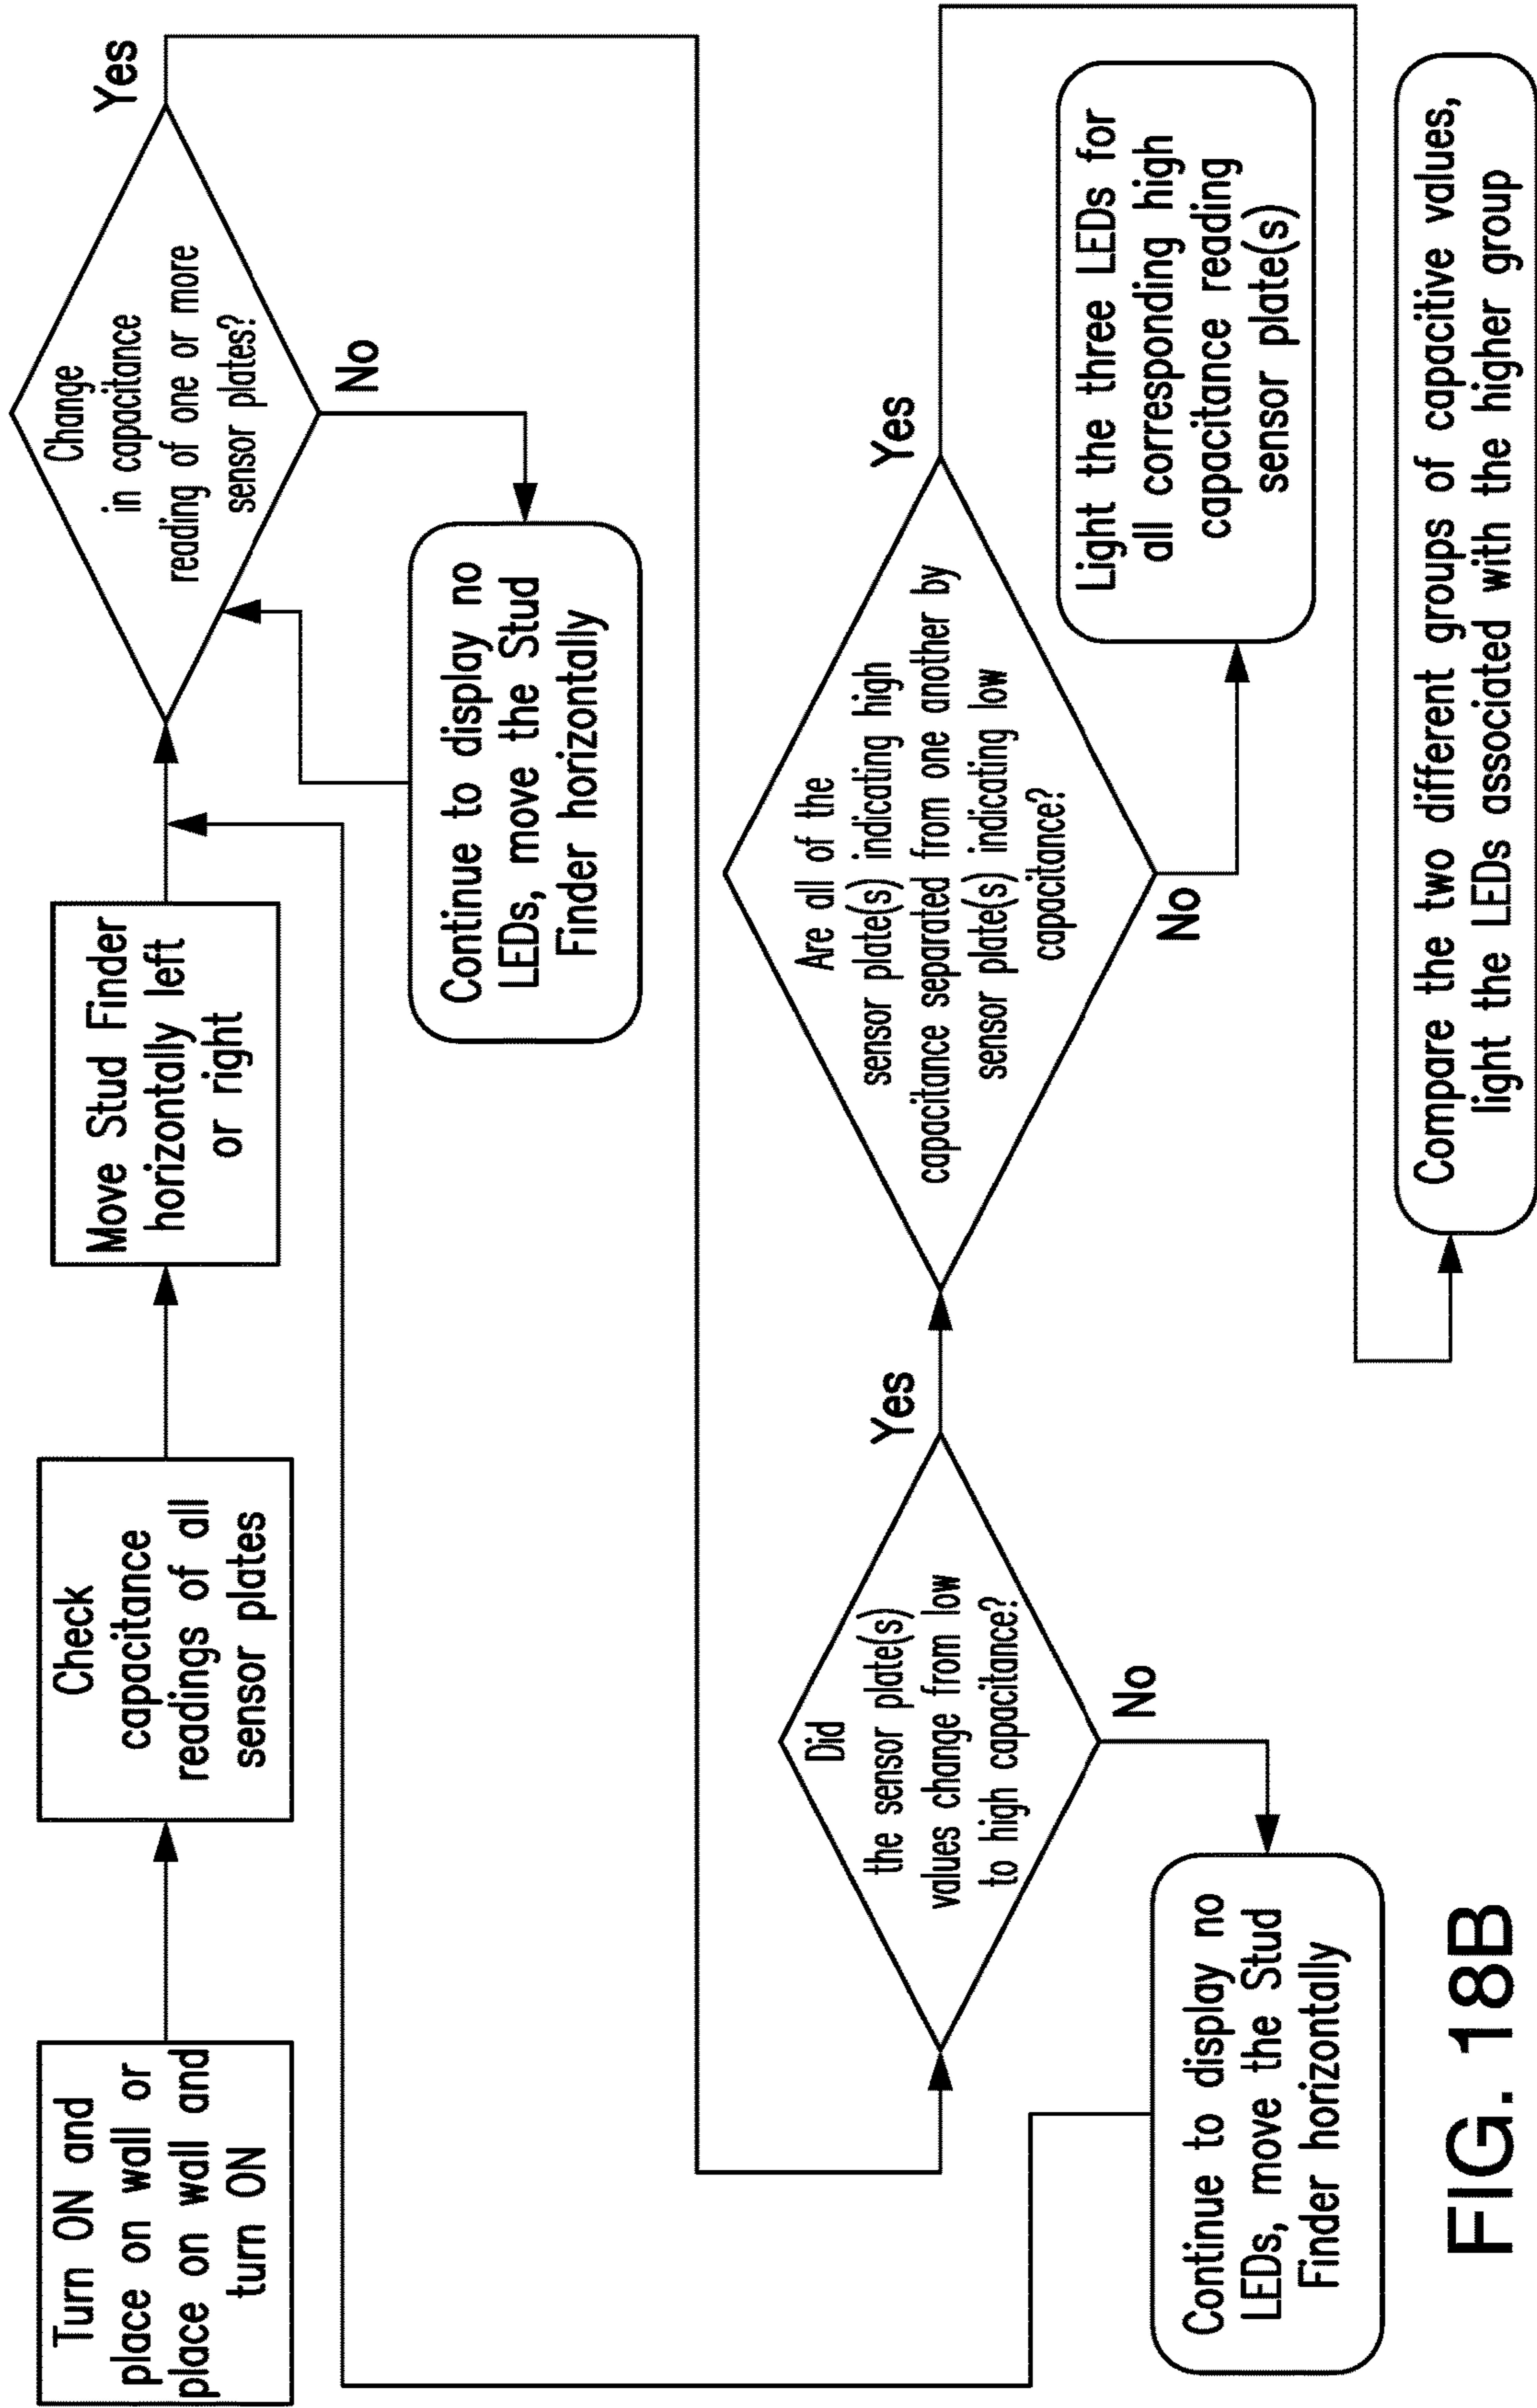 Turn ON and
place on wall or
place on wall and
turn ON
Check
capacitance
readings of all
sensor plates
Move Stud Finder
horizontally left
or right
Change
in capacitance
reading of one or more
sensor plates?
Yes
No
Continue to display no
LEDs, move the Stud
Finder horizontally
Did
the sensor plate(s)
values change from low
to high capacitance?
Yes
No
Continue to display no
LEDs, move the Stud
Finder horizontally
Are all of the
sensor plate(s) indicating high
capacitance separated from one another by
sensor plate(s) indicating low
capacitance?
Yes
No
Light the three LEDs for
all corresponding high
capacitance reading
sensor plate(s)
Compare the two different groups of capacitive values,
light the LEDs associated with the higher group
FIG. 18B